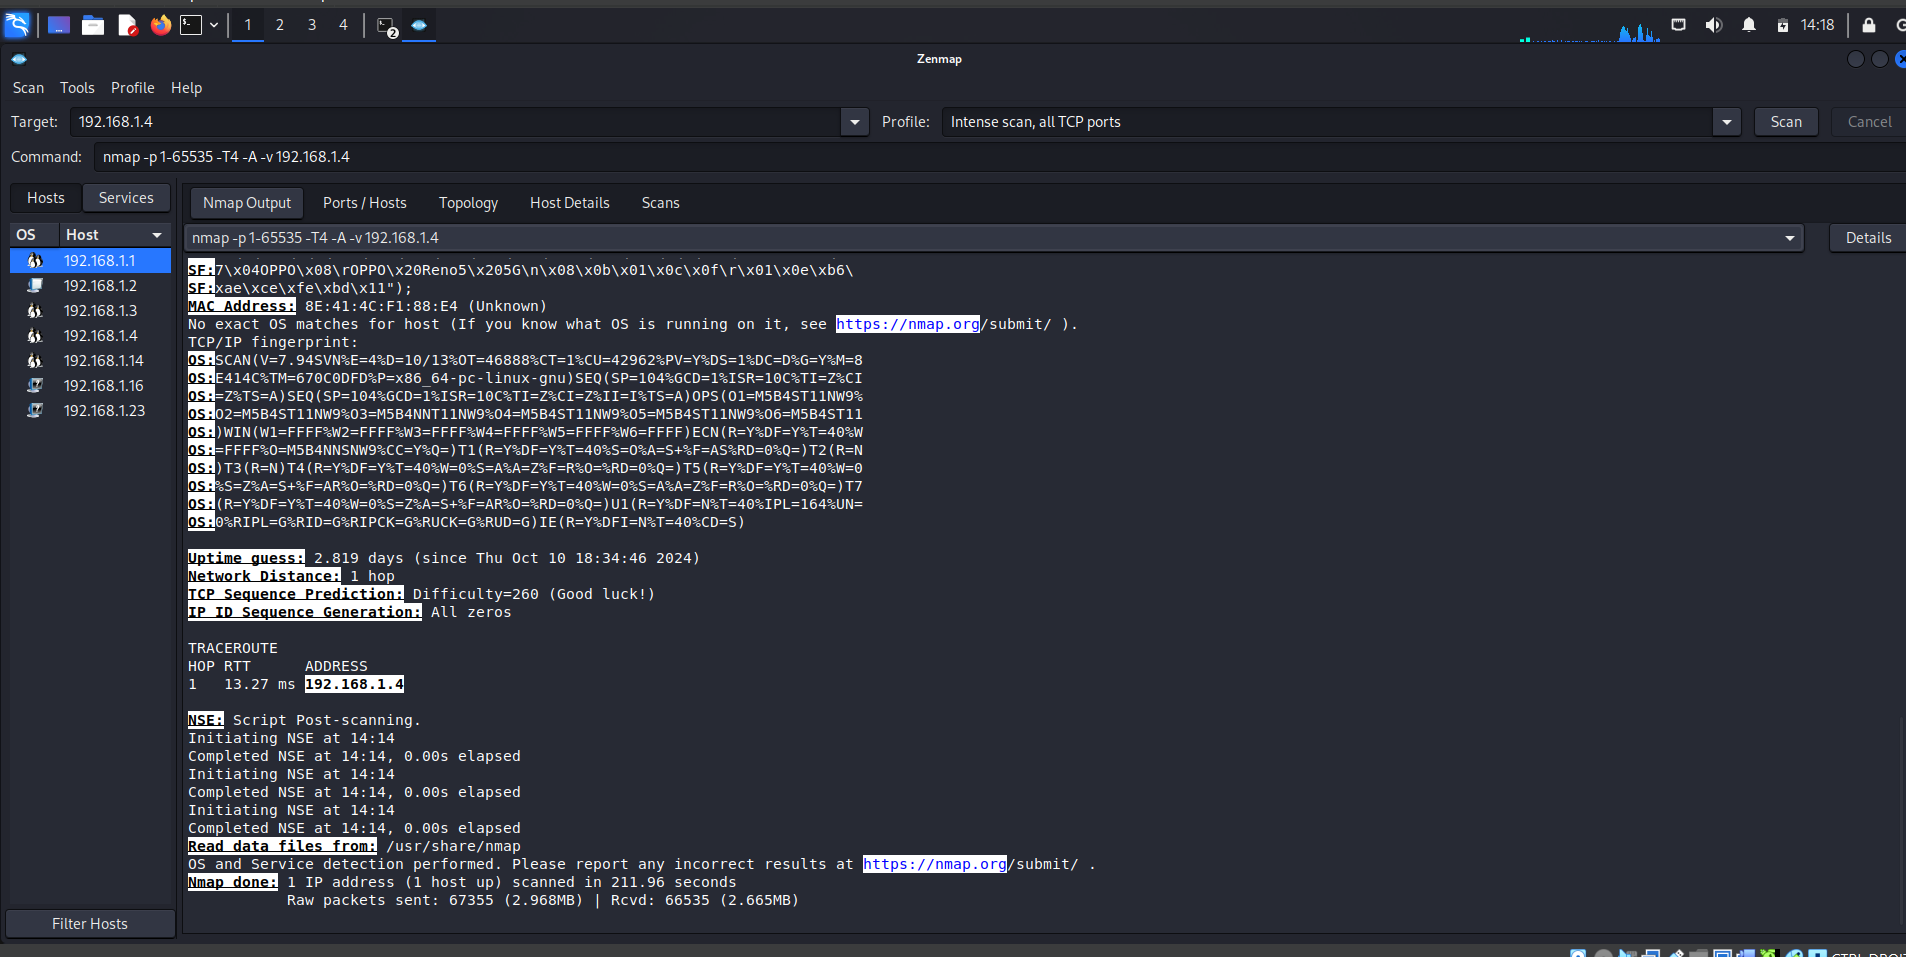 1 2 3 4 2 14:18
Zenmap
Scan Tools Profile Help
Target: 192.168.1.4 Profile: Intense scan, all TCP ports Scan Cancel
Command: nmap -p 1-65535 -T4 -A -v 192.168.1.4
Hosts Services Nmap Output Ports / Hosts Topology Host Details Scans
OS Host nmap -p 1-65535 -T4 -A -v 192.168.1.4 Details
192.168.1.1
192.168.1.2
192.168.1.3
192.168.1.4
192.168.1.14
192.168.1.16
192.168.1.23
SF:7\x04OPPO\x08\rOPPO\x20Reno5\x205G\n\x08\x0b\x01\x0c\x0f\r\x01\x0e\xb6\
SF:xae\xce\xfe\xbd\x11");
MAC Address: 8E:41:4C:F1:88:E4 (Unknown)
No exact OS matches for host (If you know what OS is running on it, see https://nmap.org/submit/ ).
TCP/IP fingerprint:
OS:SCAN(V=7.94SVN%E=4%D=10/13%OT=46888%CT=1%CU=42962%PV=Y%DS=1%DC=D%G=Y%M=8
OS:E414C%TM=670C0DFD%P=x86_64-pc-linux-gnu)SEQ(SP=104%GCD=1%ISR=10C%TI=Z%CI
OS:=Z%TS=A)SEQ(SP=104%GCD=1%ISR=10C%TI=Z%CI=Z%II=I%TS=A)OPS(O1=M5B4ST11NW9%
OS:O2=M5B4ST11NW9%O3=M5B4NNT11NW9%O4=M5B4ST11NW9%O5=M5B4ST11NW9%O6=M5B4ST11
OS:)WIN(W1=FFFF%W2=FFFF%W3=FFFF%W4=FFFF%W5=FFFF%W6=FFFF)ECN(R=Y%DF=Y%T=40%W
OS:=FFFF%O=M5B4NNSNW9%CC=Y%Q=)T1(R=Y%DF=Y%T=40%S=O%A=S+%F=AS%RD=0%Q=)T2(R=N
OS:)T3(R=N)T4(R=Y%DF=Y%T=40%W=0%S=A%A=Z%F=R%O=%RD=0%Q=)T5(R=Y%DF=Y%T=40%W=0
OS:%S=Z%A=S+%F=AR%O=%RD=0%Q=)T6(R=Y%DF=Y%T=40%W=0%S=A%A=Z%F=R%O=%RD=0%Q=)T7
OS:(R=Y%DF=Y%T=40%W=0%S=Z%A=S+%F=AR%O=%RD=0%Q=)U1(R=Y%DF=N%T=40%IPL=164%UN=
OS:0%RIPL=G%RID=G%RIPCK=G%RUCK=G%RUD=G)IE(R=Y%DFI=N%T=40%CD=S)
Uptime guess: 2.819 days (since Thu Oct 10 18:34:46 2024)
Network Distance: 1 hop
TCP Sequence Prediction: Difficulty=260 (Good luck!)
IP ID Sequence Generation: All zeros
TRACEROUTE
HOP RTT ADDRESS
1 13.27 ms 192.168.1.4
NSE: Script Post-scanning.
Initiating NSE at 14:14
Completed NSE at 14:14, 0.00s elapsed
Initiating NSE at 14:14
Completed NSE at 14:14, 0.00s elapsed
Initiating NSE at 14:14
Completed NSE at 14:14, 0.00s elapsed
Read data files from: /usr/share/nmap
OS and Service detection performed. Please report any incorrect results at https://nmap.org/submit/ .
Nmap done: 1 IP address (1 host up) scanned in 211.96 seconds
Raw packets sent: 67355 (2.968MB) | Rcvd: 66535 (2.665MB)
Filter Hosts